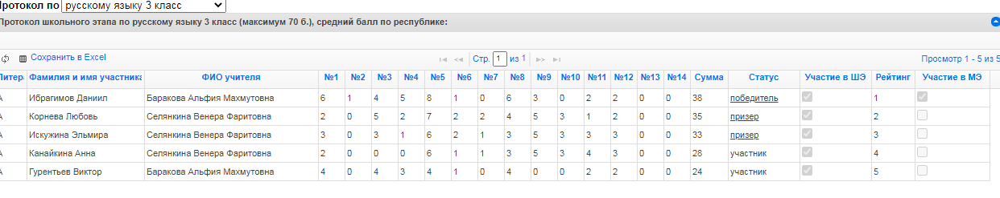 Протокол по русскому языку 3 класс
Протокол школьного этапа по русскому языку 3 класс (максимум 70 б.), средний балл по республике:
Сохранить в Excel Стр. 1 из 1 Просмотр 1 - 5 из 5
Литера Фамилия и имя участника ФИО учителя №1 №2 №3 №4 №5 №6 №7 №8 №9 №10 №11 №12 №13 №14 Сумма Статус Участие в ШЭ Рейтинг Участие в МЭ
А Ибрагимов Даниил Баракова Альфия Махмутовна 6 1 4 5 8 1 0 6 3 0 2 2 0 0 38 победитель 1
А Корнева Любовь Селянкина Венера Фаритовна 2 0 5 2 7 2 2 4 5 3 1 2 0 0 35 призер 2
А Искужина Эльмира Селянкина Венера Фаритовна 3 0 3 1 6 2 1 3 5 3 3 3 0 0 33 призер 3
А Канайкина Анна Селянкина Венера Фаритовна 2 0 0 0 6 1 1 3 5 3 4 3 0 0 28 участник 4
А Гурентьев Виктор Баракова Альфия Махмутовна 4 0 4 3 4 1 0 4 0 0 2 2 0 0 24 участник 5